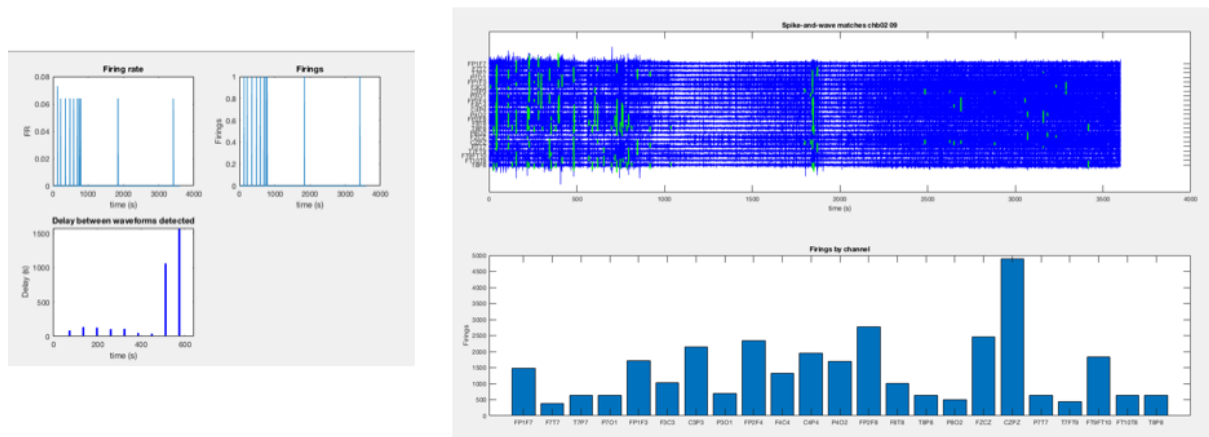 Firing rate
0.08
0.06
0.04
0.02
0
FR
0 1000 2000 3000 4000
time (s)
Firings
1
0.8
0.6
0.4
0.2
0
Firings
0 1000 2000 3000 4000
time (s)
Delay between waveforms detected
1500
1000
500
0
Delay (s)
0 200 400 600
time (s)
Spike-and-wave matches chb02 09
FP1F7
T8P8
0 500 1000 1500 2000 2500 3000 3500 4000
time (s)
Firings by channel
5000
4500
4000
3500
3000
2500
2000
1500
1000
500
0
Firings
FP1F7 F7T7 T7P7 P7O1 FP1F3 F3C3 C3P3 P3O1 FP2F4 F4C4 C4P4 P4O2 FP2F8 F8T8 T8P8 P8O2 FZCZ CZPZ P7T7 T7FT9 FT9FT10 FT10T8 T8P8